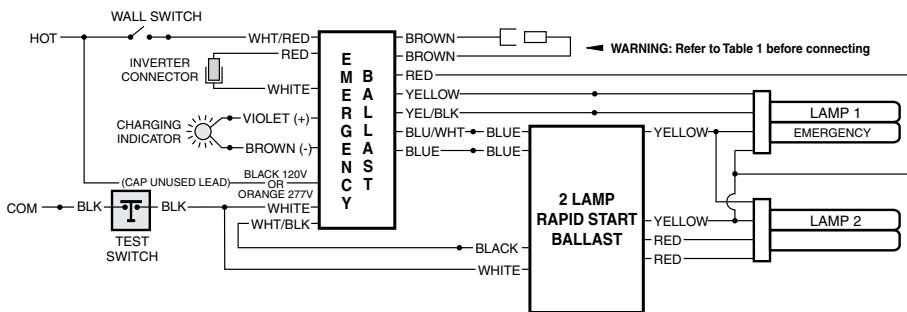 WALL SWITCH
HOT
WHT/RED
RED
INVERTER
CONNECTOR
WHITE
CHARGING
INDICATOR
VIOLET (+)
BROWN (-)
(CAP UNUSED LEAD)
BLACK 120V
OR
ORANGE 277V
COM
BLK
BLK
TEST
SWITCH
WHITE
WHT/BLK
EMERGENCY
BALLAST
BROWN
BROWN
WARNING: Refer to Table 1 before connecting
RED
YELLOW
YEL/BLK
BLU/WHT
BLUE
BLUE
BLUE
BLACK
WHITE
2 LAMP
RAPID START
BALLAST
YELLOW
YELLOW
RED
RED
LAMP 1
EMERGENCY
LAMP 2